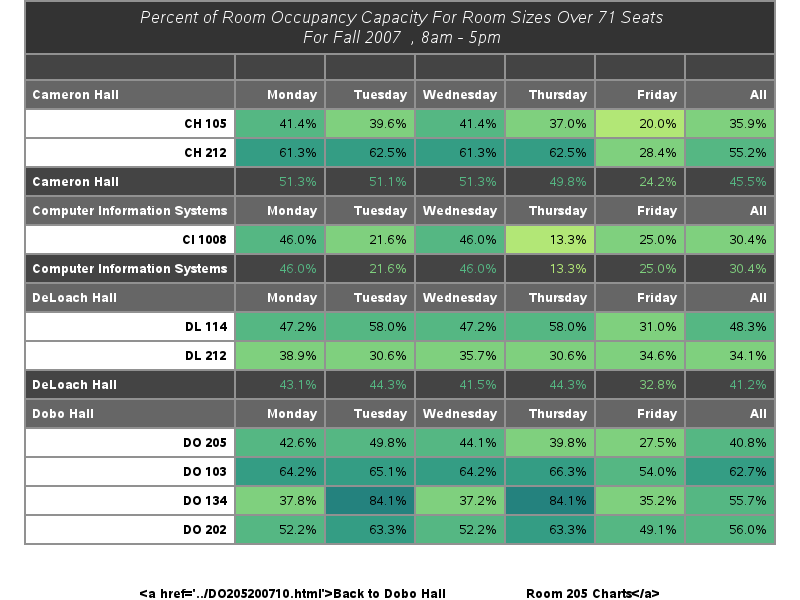 Percent of Room Occupancy Capacity For Room Sizes Over 71 Seats
For Fall 2007 , 8am - 5pm
Cameron Hall Monday Tuesday Wednesday Thursday Friday All
CH 105 41.4% 39.6% 41.4% 37.0% 20.0% 35.9%
CH 212 61.3% 62.5% 61.3% 62.5% 28.4% 55.2%
Cameron Hall 51.3% 51.1% 51.3% 49.8% 24.2% 45.5%
Computer Information Systems Monday Tuesday Wednesday Thursday Friday All
CI 1008 46.0% 21.6% 46.0% 13.3% 25.0% 30.4%
Computer Information Systems 46.0% 21.6% 46.0% 13.3% 25.0% 30.4%
DeLoach Hall Monday Tuesday Wednesday Thursday Friday All
DL 114 47.2% 58.0% 47.2% 58.0% 31.0% 48.3%
DL 212 38.9% 30.6% 35.7% 30.6% 34.6% 34.1%
DeLoach Hall 43.1% 44.3% 41.5% 44.3% 32.8% 41.2%
Dobo Hall Monday Tuesday Wednesday Thursday Friday All
DO 205 42.6% 49.8% 44.1% 39.8% 27.5% 40.8%
DO 103 64.2% 65.1% 64.2% 66.3% 54.0% 62.7%
DO 134 37.8% 84.1% 37.2% 84.1% 35.2% 55.7%
DO 202 52.2% 63.3% 52.2% 63.3% 49.1% 56.0%
<a href='../DO205200710.html'>Back to Dobo Hall Room 205 Charts</a>